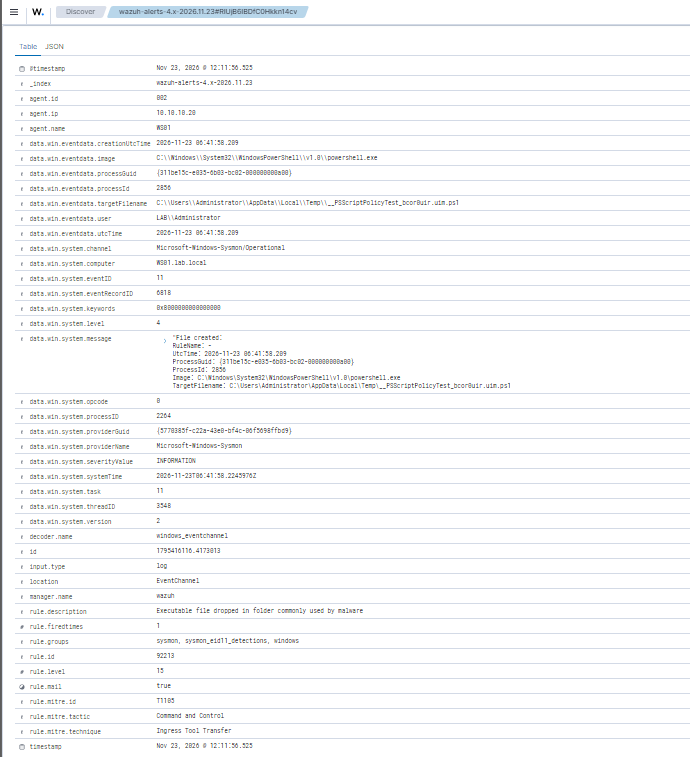 W.
Discover
wazuh-alerts-4.x-2026.11.23#RIUjB6IBDfC0Hkkn14cv
Table JSON
@timestamp Nov 23, 2026 @ 12:11:56.525
_index wazuh-alerts-4.x-2026.11.23
agent.id 002
agent.ip 10.10.10.20
agent.name WS01
data.win.eventdata.creationUtcTime 2026-11-23 06:41:58.209
data.win.eventdata.image C:\\Windows\\System32\\WindowsPowerShell\\v1.0\\powershell.exe
data.win.eventdata.processGuid {311be15c-e035-6b03-bc02-000000000a00}
data.win.eventdata.processId 2856
data.win.eventdata.targetFilename C:\\Users\\Administrator\\AppData\\Local\\Temp\\__PSScriptPolicyTest_bcor0uir.uim.ps1
data.win.eventdata.user LAB\\Administrator
data.win.eventdata.utcTime 2026-11-23 06:41:58.209
data.win.system.channel Microsoft-Windows-Sysmon/Operational
data.win.system.computer WS01.lab.local
data.win.system.eventID 11
data.win.system.eventRecordID 6818
data.win.system.keywords 0x8000000000000000
data.win.system.level 4
data.win.system.message "File created:
RuleName: -
UtcTime: 2026-11-23 06:41:58.209
ProcessGuid: {311be15c-e035-6b03-bc02-000000000a00}
ProcessId: 2856
Image: C:\Windows\System32\WindowsPowerShell\v1.0\powershell.exe
TargetFilename: C:\Users\Administrator\AppData\Local\Temp\__PSScriptPolicyTest_bcor0uir.uim.ps1
data.win.system.opcode 0
data.win.system.processID 2264
data.win.system.providerGuid {5770385f-c22a-43e0-bf4c-06f5698ffbd9}
data.win.system.providerName Microsoft-Windows-Sysmon
data.win.system.severityValue INFORMATION
data.win.system.systemTime 2026-11-23T06:41:58.2245976Z
data.win.system.task 11
data.win.system.threadID 3548
data.win.system.version 2
decoder.name windows_eventchannel
id 1795416116.4173013
input.type log
location EventChannel
manager.name wazuh
rule.description Executable file dropped in folder commonly used by malware
rule.firedtimes 1
rule.groups sysmon, sysmon_eid11_detections, windows
rule.id 92213
rule.level 15
rule.mail true
rule.mitre.id T1105
rule.mitre.tactic Command and Control
rule.mitre.technique Ingress Tool Transfer
timestamp Nov 23, 2026 @ 12:11:56.525